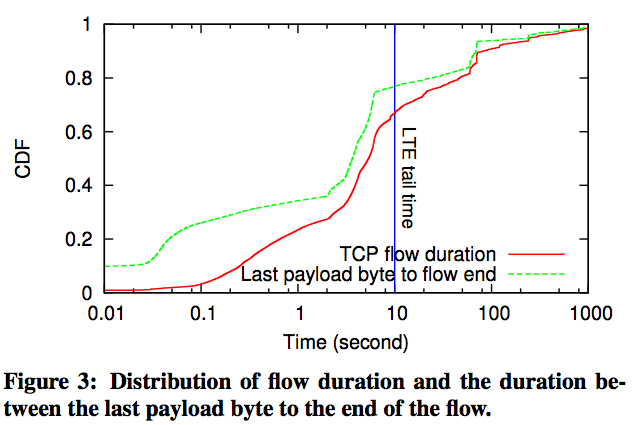 1
0.8
0.6
0.4
0.2
0
CDF
LTE tail time
TCP flow duration
Last payload byte to flow end
0.01 0.1 1 10 100 1000
Time (second)
Figure 3: Distribution of flow duration and the duration be-
tween the last payload byte to the end of the flow.